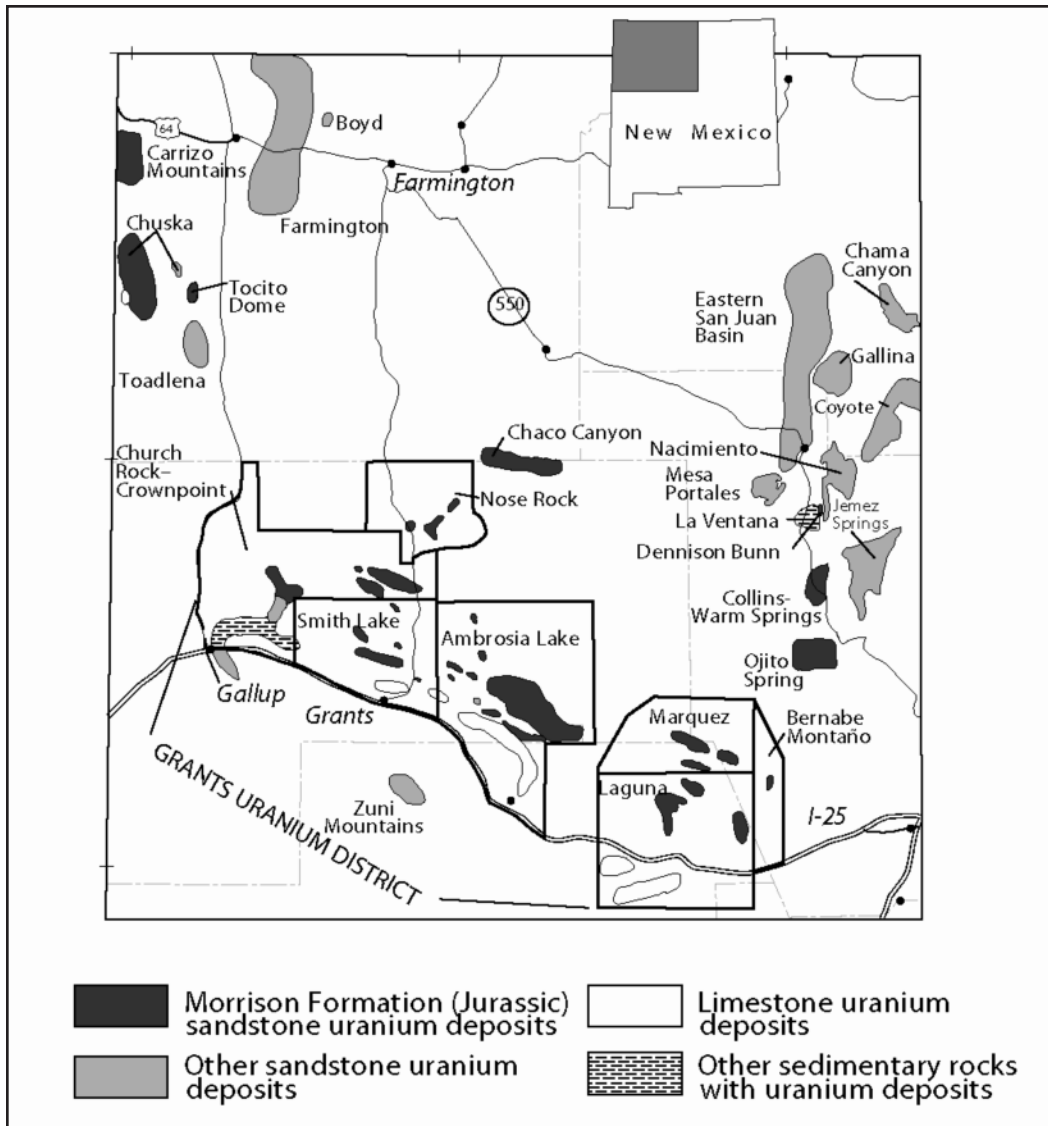 New Mexico
64
Boyd
Carrizo
Mountains
Farmington
Farmington
Chuska
Tocito
Dome
Toadlena
550
Chama
Canyon
Eastern
San Juan
Basin
Gallina
Coyote
Church
Rock–
Crownpoint
Chaco Canyon
Nose Rock
Nacimiento
Mesa
Portales
La Ventana
Jemez
Springs
Dennison Bunn
Collins-
Warm Springs
Smith Lake
Ambrosia Lake
Ojito
Spring
Gallup
Grants
Marquez
Bernabe
Montaño
Laguna
Zuni
Mountains
I-25
GRANTS URANIUM DISTRICT
Morrison Formation (Jurassic)
sandstone uranium deposits
Limestone uranium
deposits
Other sandstone uranium
deposits
Other sedimentary rocks
with uranium deposits